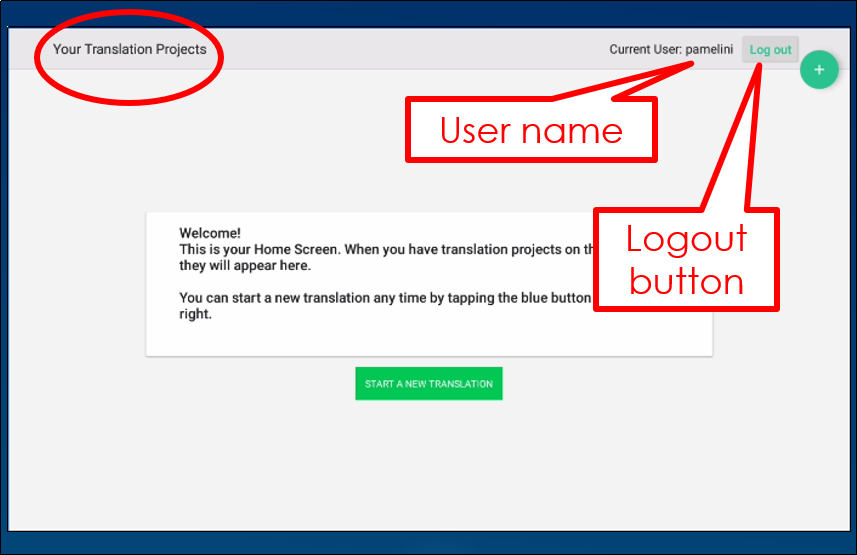 Your Translation Projects
Current User: pamelini
Log out
+
User name
Logout
button
Welcome!
This is your Home Screen. When you have translation projects on
they will appear here.
You can start a new translation any time by tapping the blue button
right.
START A NEW TRANSLATION